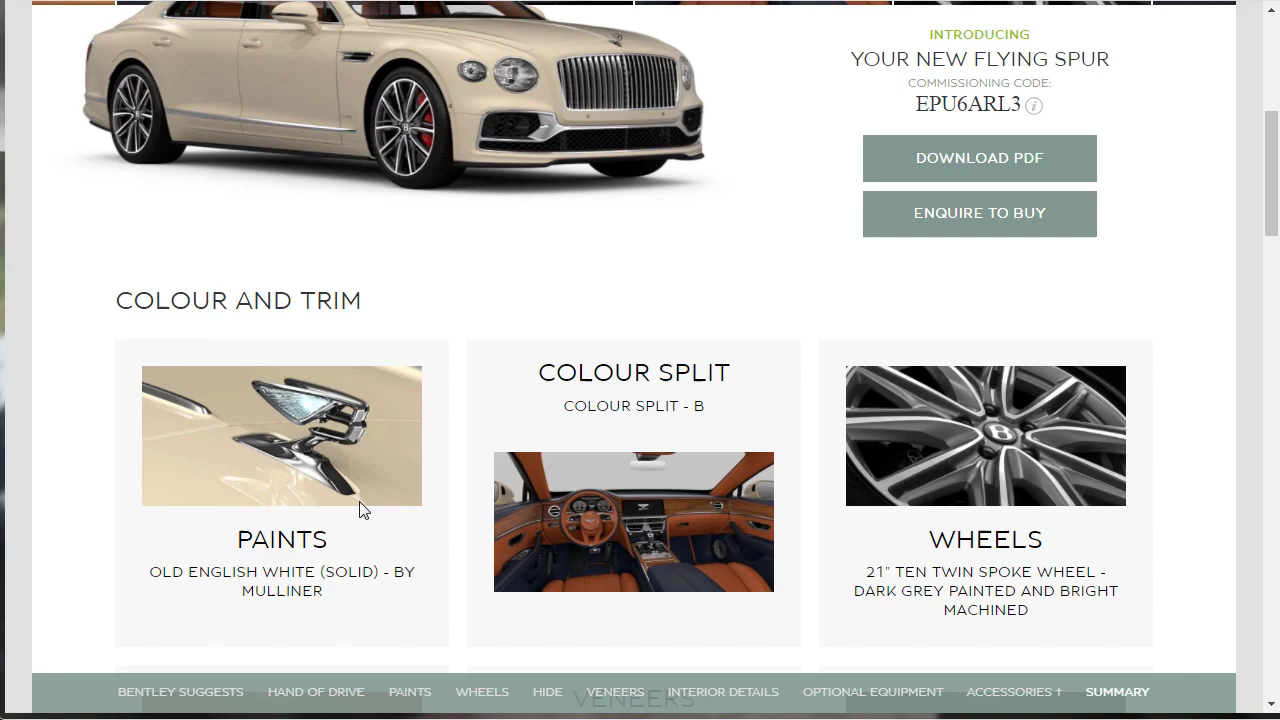 INTRODUCING
YOUR NEW FLYING SPUR
COMMISSIONING CODE:
EPU6ARL3 i
DOWNLOAD PDF
ENQUIRE TO BUY
COLOUR AND TRIM
COLOUR SPLIT
COLOUR SPLIT - B
PAINTS
OLD ENGLISH WHITE (SOLID) - BY
MULLINER
WHEELS
21" TEN TWIN SPOKE WHEEL -
DARK GREY PAINTED AND BRIGHT
MACHINED
VENEERS
BENTLEY SUGGESTS HAND OF DRIVE PAINTS WHEELS HIDE VENEERS INTERIOR DETAILS OPTIONAL EQUIPMENT ACCESSORIES † SUMMARY